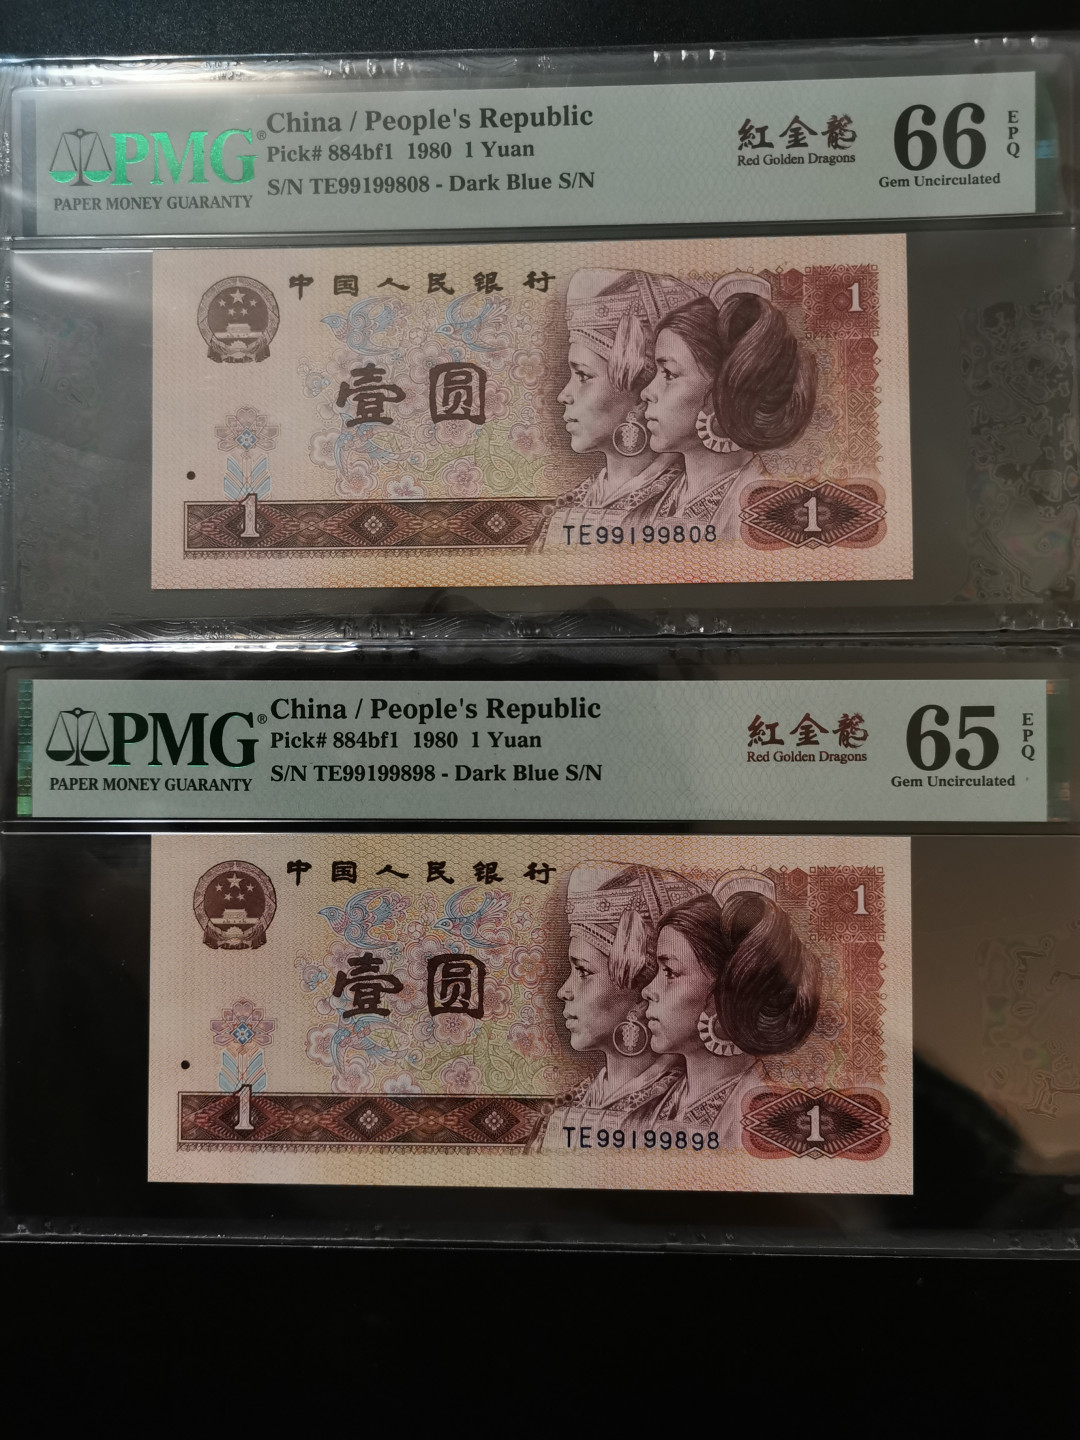 PMG®
PAPER MONEY GUARANTY
China / People's Republic
Pick# 884bf1 1980 1 Yuan
S/N TE99199808 - Dark Blue S/N
紅金龍
Red Golden Dragons
66
EPQ
Gem Uncirculated
中国人民银行
壹圆
1
1
TE99199808
1
PMG®
PAPER MONEY GUARANTY
China / People's Republic
Pick# 884bf1 1980 1 Yuan
S/N TE99199898 - Dark Blue S/N
紅金龍
Red Golden Dragons
65
EPQ
Gem Uncirculated
中国人民银行
壹圆
1
1
TE99199898
1